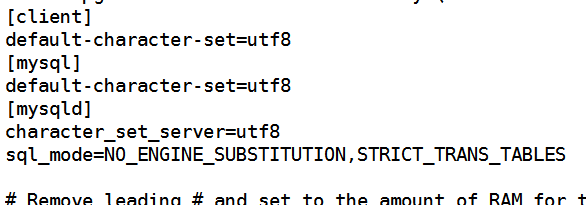 [client]
default-character-set=utf8
[mysql]
default-character-set=utf8
[mysqld]
character_set_server=utf8
sql_mode=NO_ENGINE_SUBSTITUTION,STRICT_TRANS_TABLES
# Remove leading # and set to the amount of RAM for